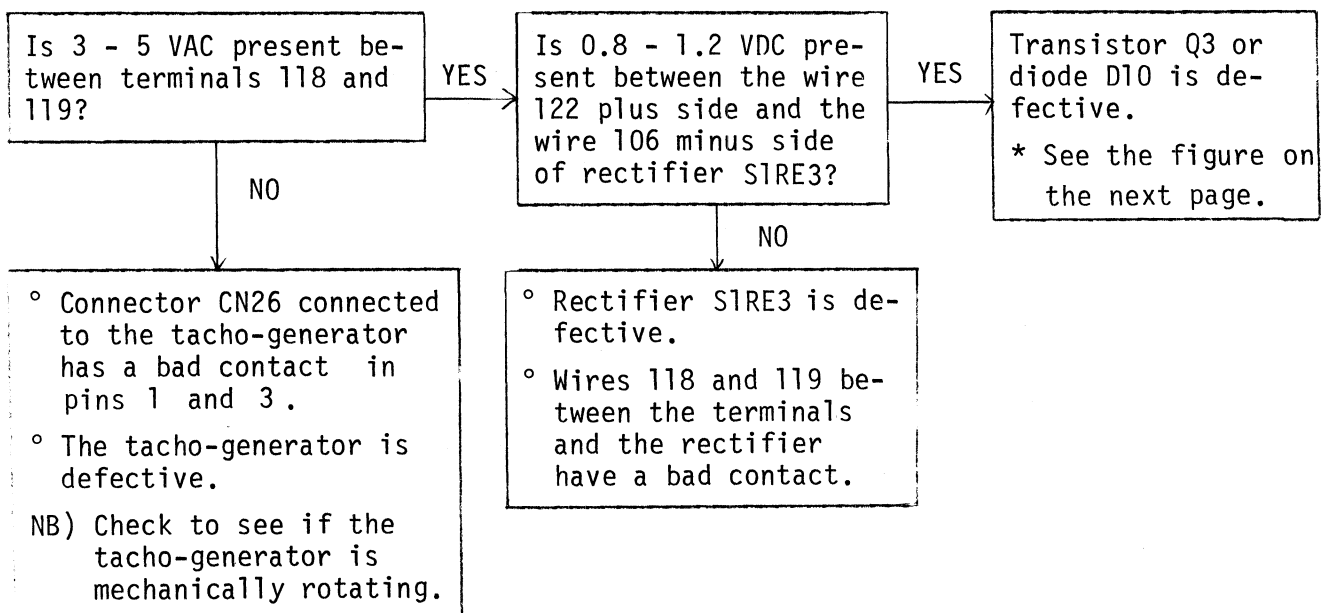 Is 3 - 5 VAC present be-
tween terminals 118 and
119?
YES
Is 0.8 - 1.2 VDC pre-
sent between the wire
122 plus side and the
wire 106 minus side
of rectifier S1RE3?
YES
Transistor Q3 or
diode D10 is de-
fective.
* See the figure on
the next page.
NO
NO
° Connector CN26 connected
to the tacho-generator
has a bad contact in
pins 1 and 3.
° The tacho-generator is
defective.
NB) Check to see if the
tacho-generator is
mechanically rotating.
° Rectifier S1RE3 is de-
fective.
° Wires 118 and 119 be-
tween the terminals
and the rectifier
have a bad contact.